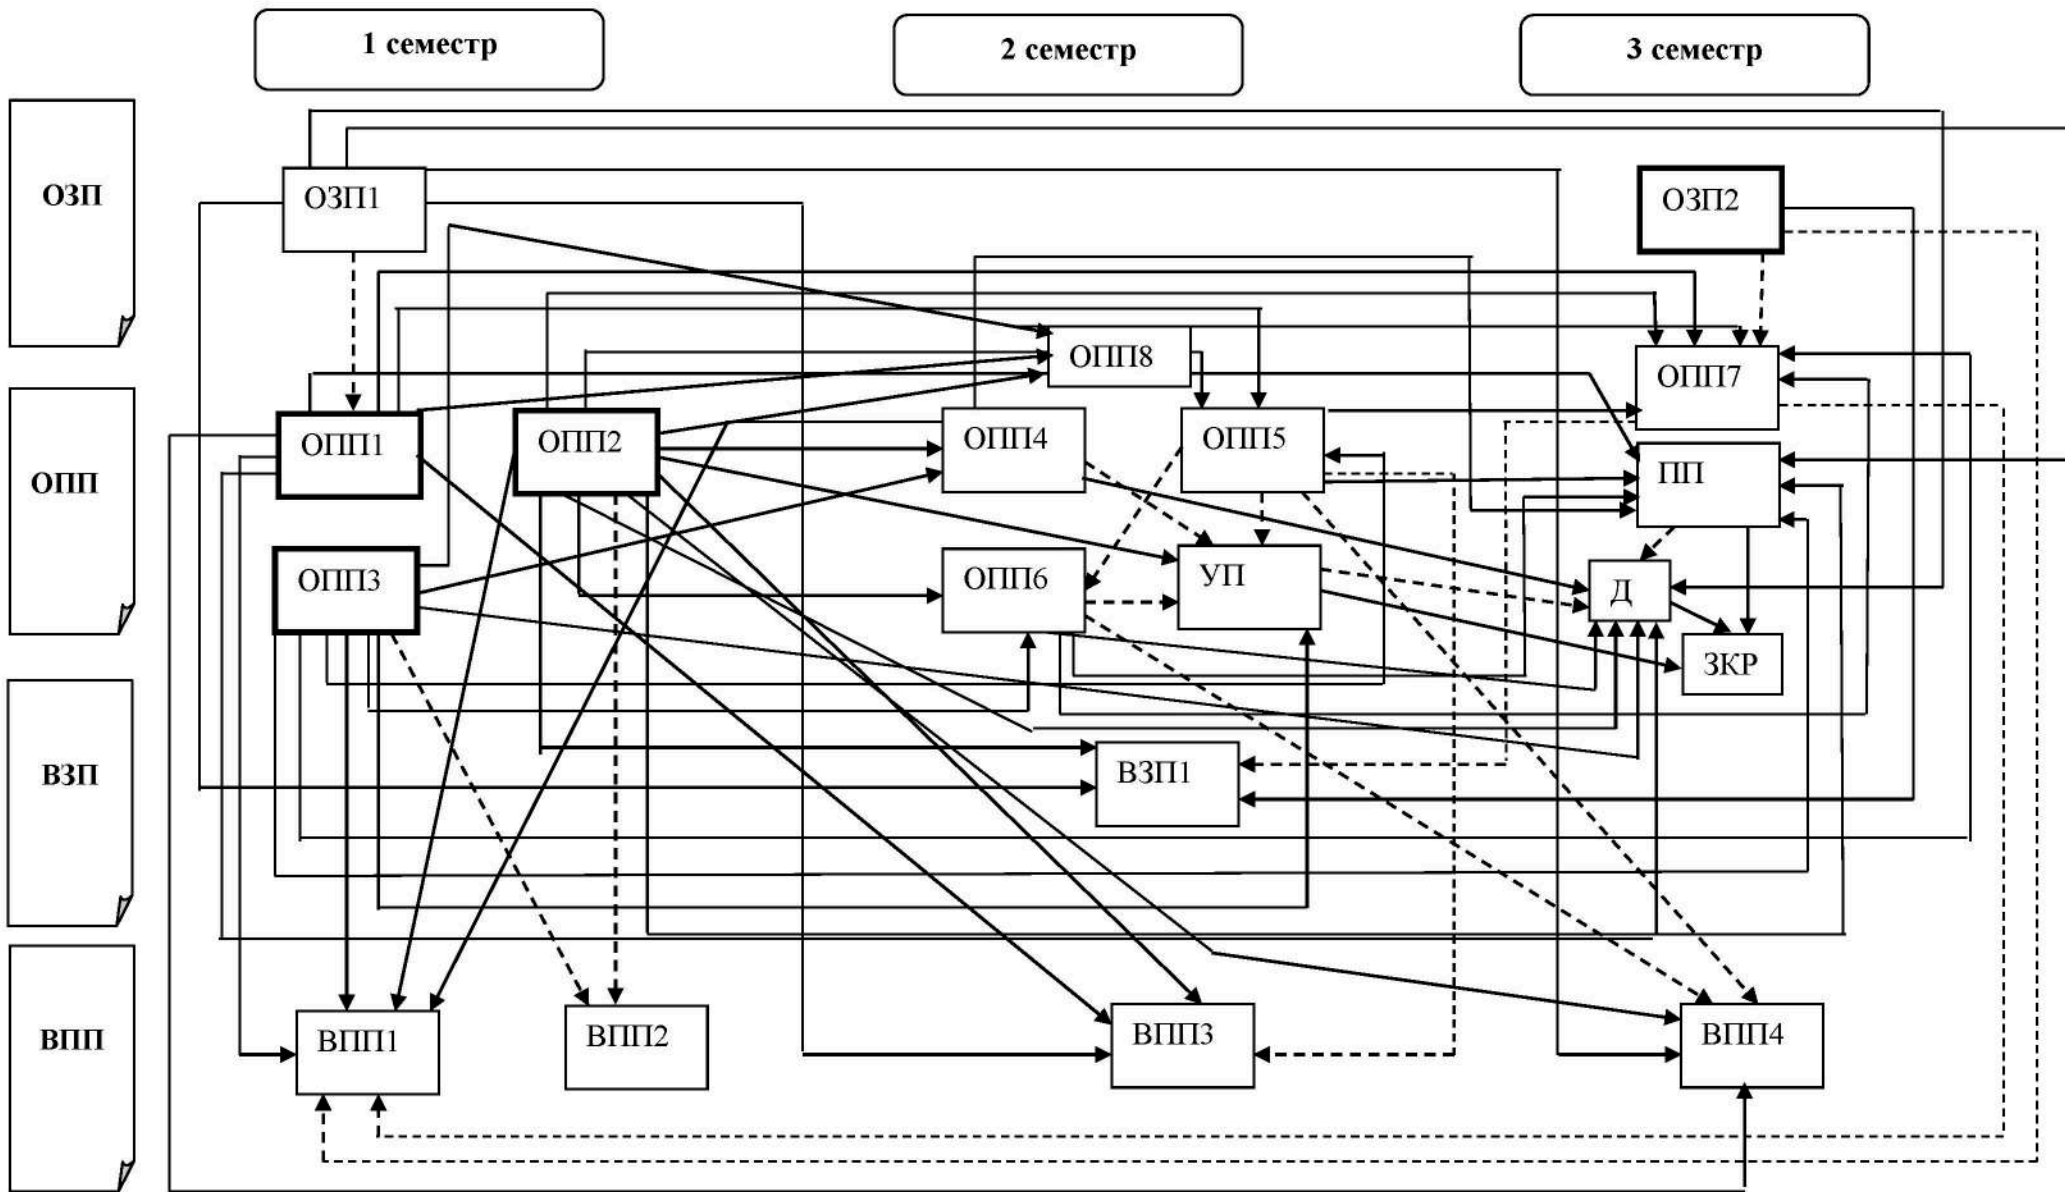 1 семестр
2 семестр
3 семестр
ОЗП
ОЗП1
ОЗП2
ОПП8
ОПП7
ОПП
ОПП1
ОПП2
ОПП4
ОПП5
ПП
ОПП3
ОПП6
УП
Д
ЗКР
ВЗП
ВЗП1
ВПП
ВПП1
ВПП2
ВПП3
ВПП4